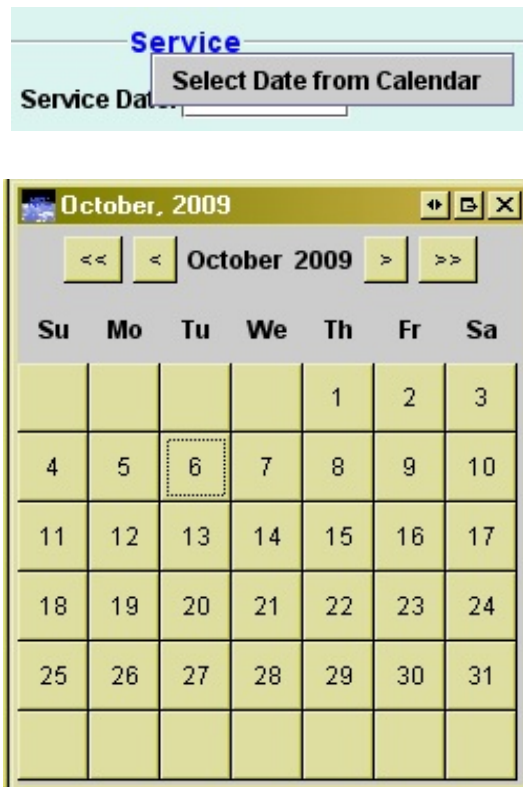 Service
Select Date from Calendar
Service Dat
October, 2009
<< < October 2009 > >>
Su Mo Tu We Th Fr Sa
1 2 3
4 5 6 7 8 9 10
11 12 13 14 15 16 17
18 19 20 21 22 23 24
25 26 27 28 29 30 31